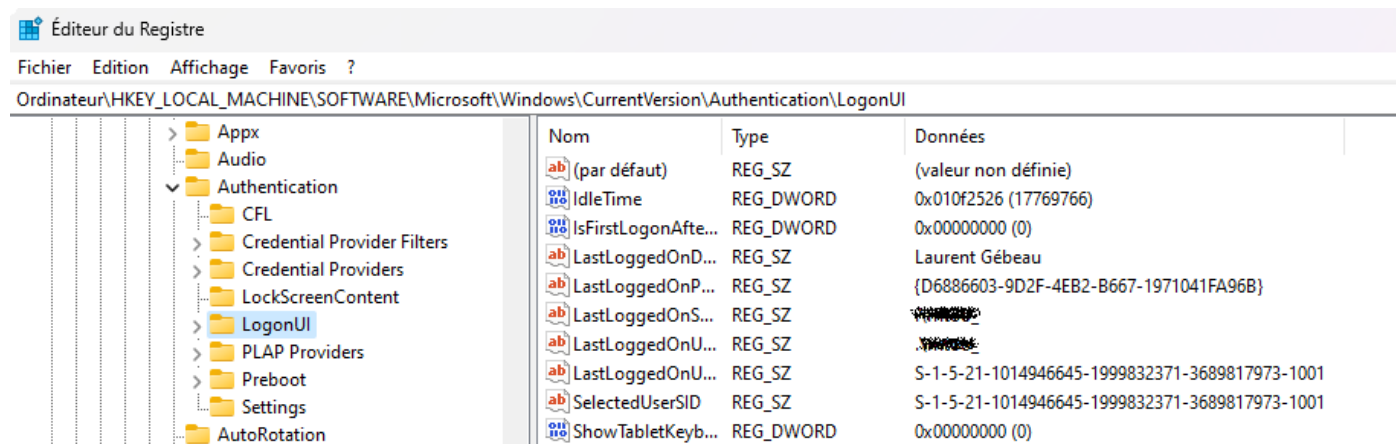 Éditeur du Registre
Fichier Edition Affichage Favoris ?
Ordinateur\HKEY_LOCAL_MACHINE\SOFTWARE\Microsoft\Windows\CurrentVersion\Authentication\LogonUI
Appx
Audio
Authentication
CFL
Credential Provider Filters
Credential Providers
LockScreenContent
LogonUI
PLAP Providers
Preboot
Settings
AutoRotation
Nom Type Données
(par défaut) REG_SZ (valeur non définie)
IdleTime REG_DWORD 0x010f2526 (17769766)
IsFirstLogonAfte... REG_DWORD 0x00000000 (0)
LastLoggedOnD... REG_SZ Laurent Gébeau
LastLoggedOnP... REG_SZ {D6886603-9D2F-4EB2-B667-1971041FA96B}
LastLoggedOnS... REG_SZ
LastLoggedOnU... REG_SZ
LastLoggedOnU... REG_SZ S-1-5-21-1014946645-1999832371-3689817973-1001
SelectedUserSID REG_SZ S-1-5-21-1014946645-1999832371-3689817973-1001
ShowTabletKeyb... REG_DWORD 0x00000000 (0)